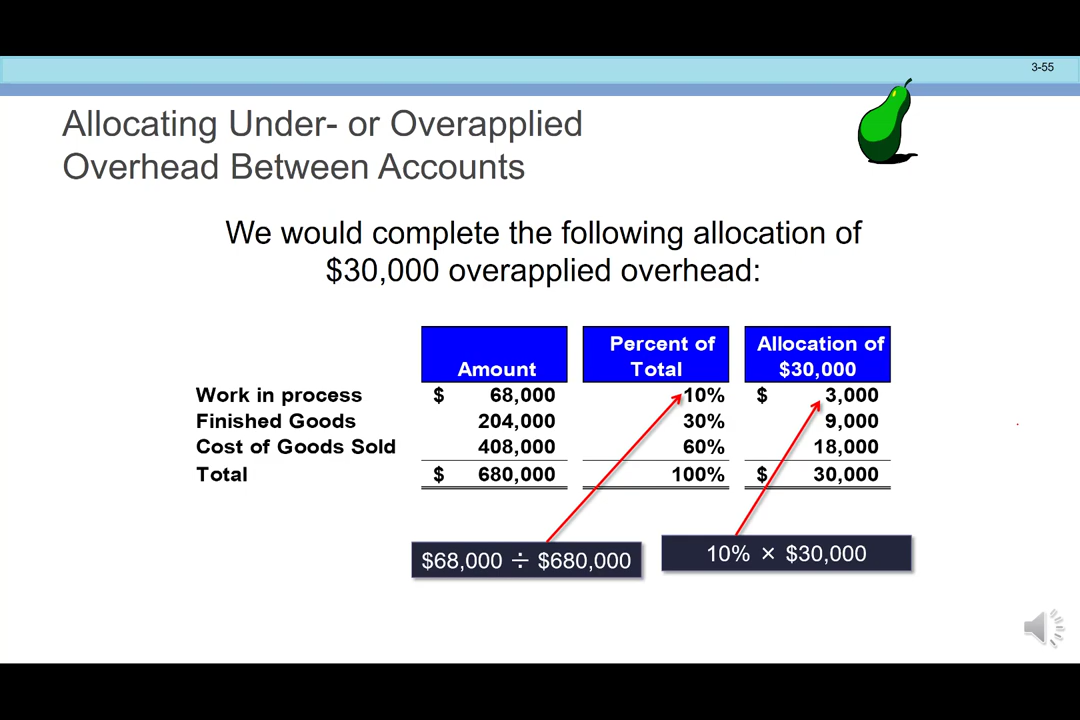 3-55
Allocating Under- or Overapplied
Overhead Between Accounts
We would complete the following allocation of
$30,000 overapplied overhead:
Amount Percent of Total Allocation of $30,000
Work in process $ 68,000 10% $ 3,000
Finished Goods 204,000 30% 9,000
Cost of Goods Sold 408,000 60% 18,000
Total $ 680,000 100% $ 30,000
$68,000 ÷ $680,000
10% × $30,000